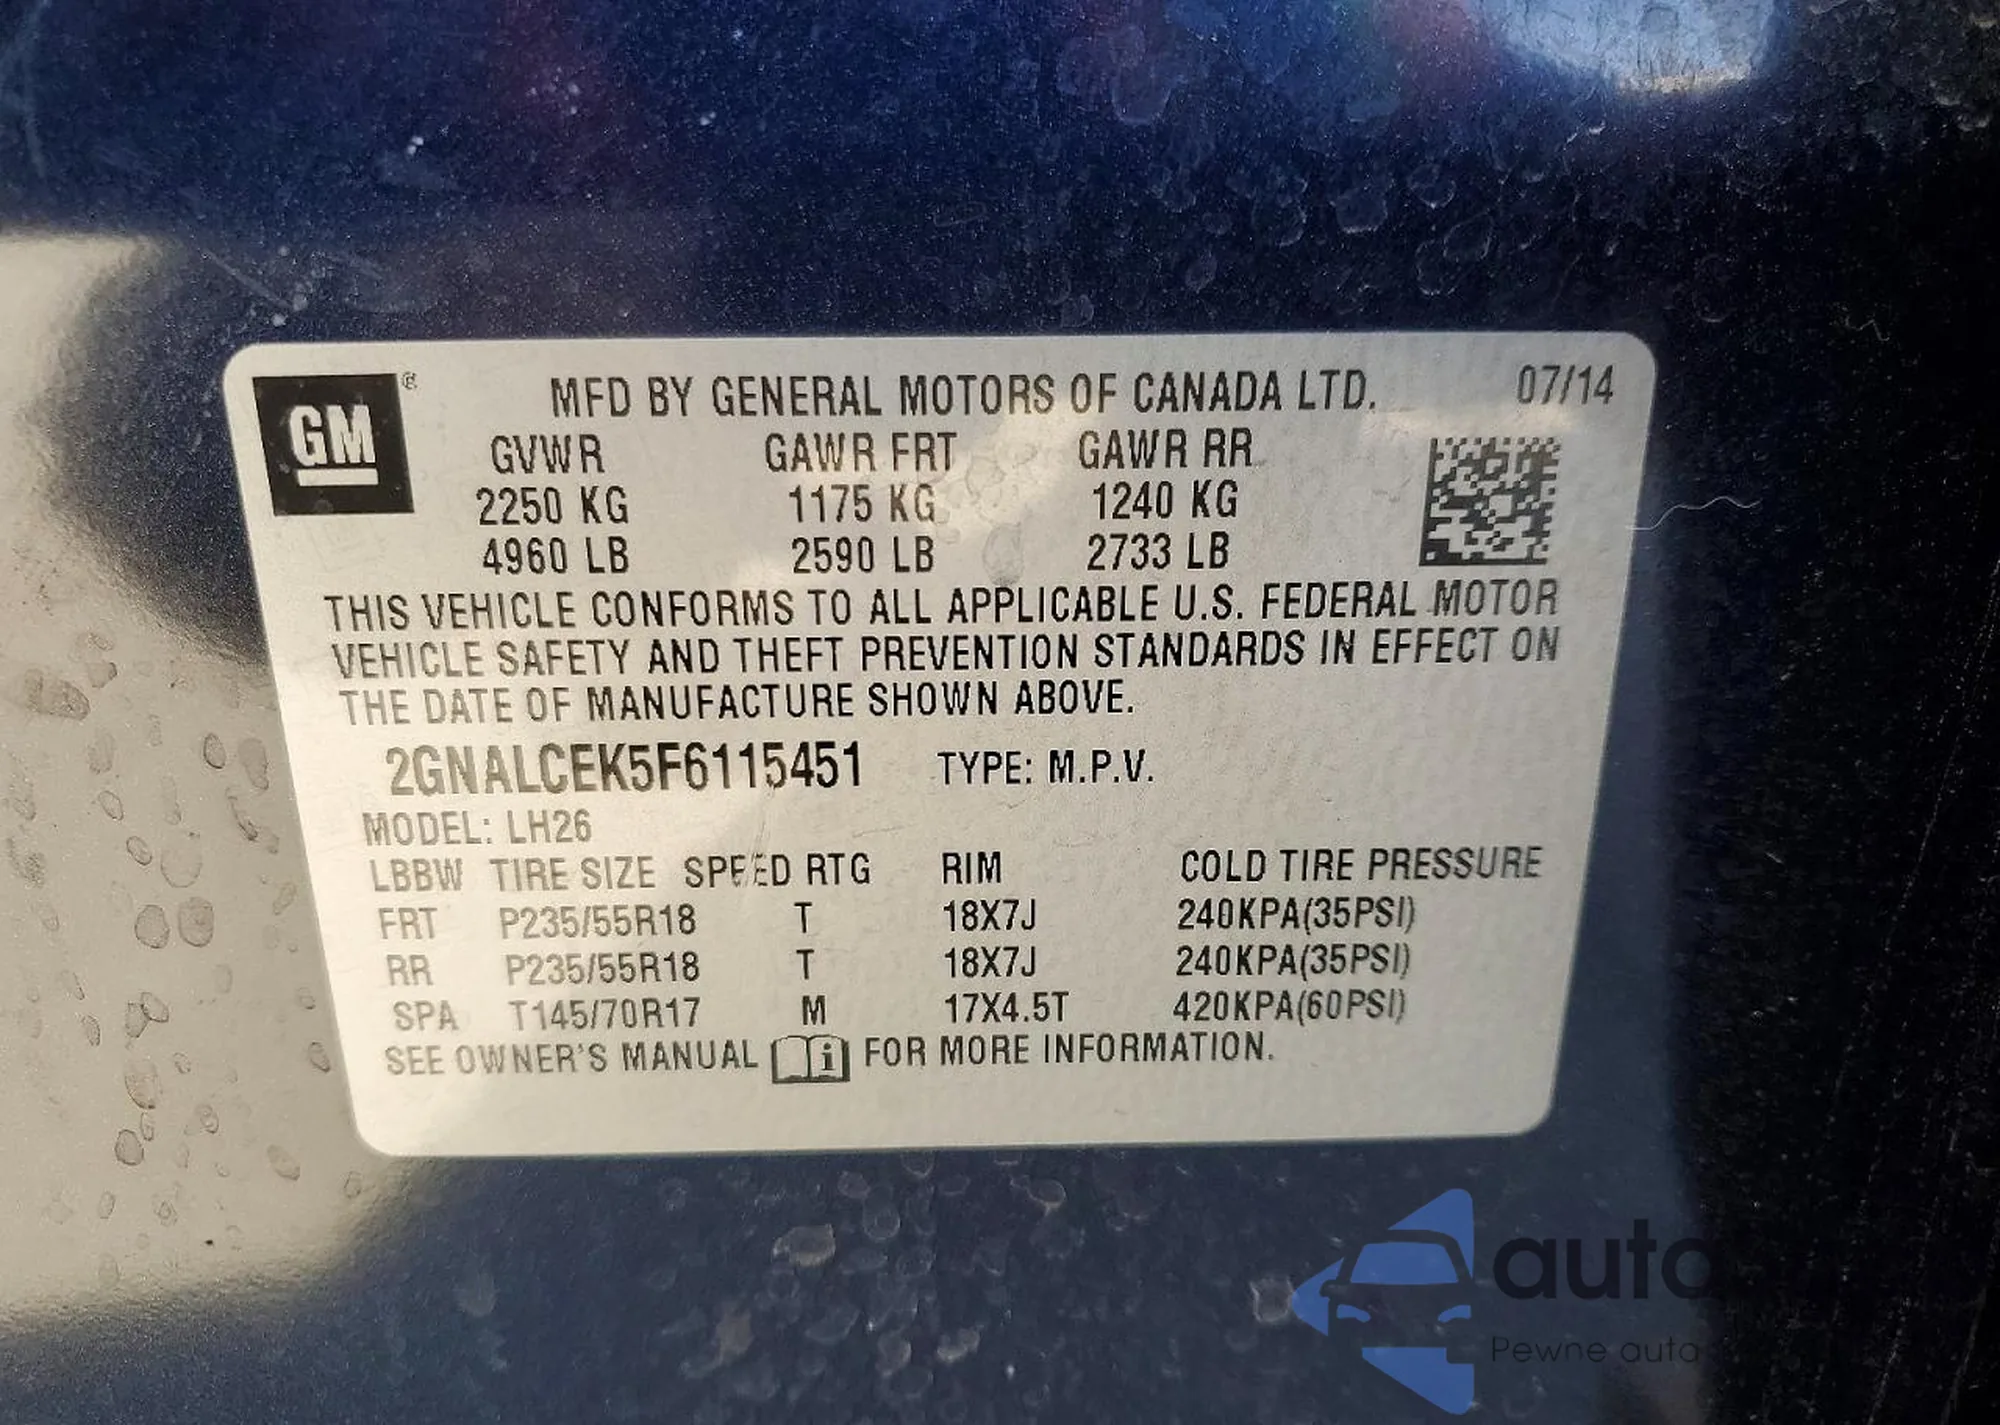 GM ®
MFD BY GENERAL MOTORS OF CANADA LTD. 07/14
GVWR GAWR FRT GAWR RR
2250 KG 1175 KG 1240 KG
4960 LB 2590 LB 2733 LB
THIS VEHICLE CONFORMS TO ALL APPLICABLE U.S. FEDERAL MOTOR
VEHICLE SAFETY AND THEFT PREVENTION STANDARDS IN EFFECT ON
THE DATE OF MANUFACTURE SHOWN ABOVE.
2GNALCEK5F6115451 TYPE: M.P.V.
MODEL: LH26
LBBW TIRE SIZE SPEED RTG RIM COLD TIRE PRESSURE
FRT P235/55R18 T 18X7J 240KPA(35PSI)
RR P235/55R18 T 18X7J 240KPA(35PSI)
SPA T145/70R17 M 17X4.5T 420KPA(60PSI)
SEE OWNER'S MANUAL i FOR MORE INFORMATION.
Pewne auta